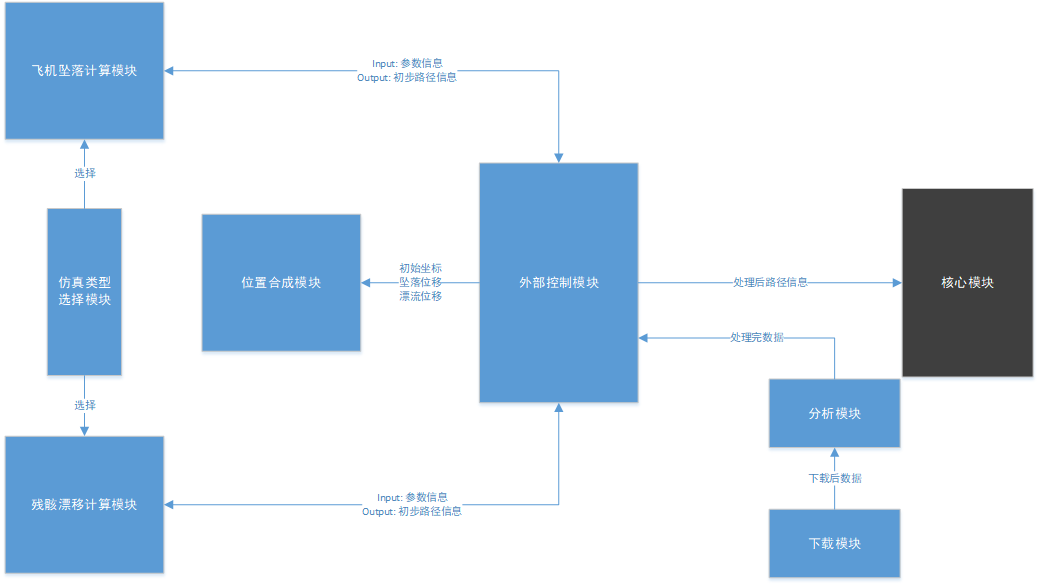 飞机坠落计算模块
Input: 参数信息
Output: 初步路径信息
选择
仿真类型
选择模块
位置合成模块
初始坐标
坠落位移
漂流位移
外部控制模块
处理后路径信息
核心模块
处理完数据
选择
分析模块
下载后数据
残骸漂移计算模块
Input: 参数信息
Output: 初步路径信息
下载模块